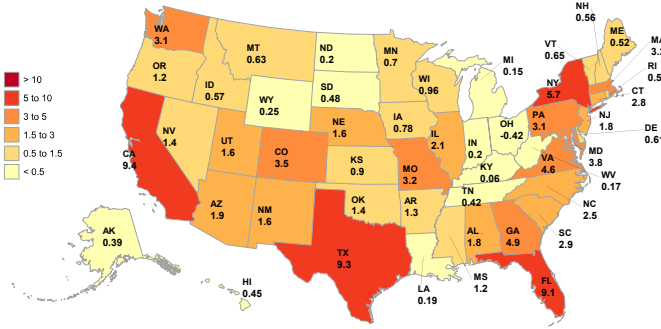 > 10
5 to 10
3 to 5
1.5 to 3
0.5 to 1.5
< 0.5
WA
3.1
OR
1.2
CA
9.4
NV
1.4
ID
0.57
MT
0.63
WY
0.25
UT
1.6
CO
3.5
AZ
1.9
NM
1.6
ND
0.2
SD
0.48
NE
1.6
KS
0.9
OK
1.4
TX
9.3
MN
0.7
IA
0.78
MO
3.2
AR
1.3
LA
0.19
WI
0.96
IL
2.1
MI
0.15
IN
0.2
OH
-0.42
KY
0.06
TN
0.42
MS
1.2
AL
1.8
GA
4.9
FL
9.1
SC
2.9
NC
2.5
VA
4.6
WV
0.17
MD
3.8
DE
0.61
PA
3.1
NJ
1.8
NY
5.7
CT
2.8
RI
0.5
VT
0.65
NH
0.56
ME
0.52
AK
0.39
HI
0.45